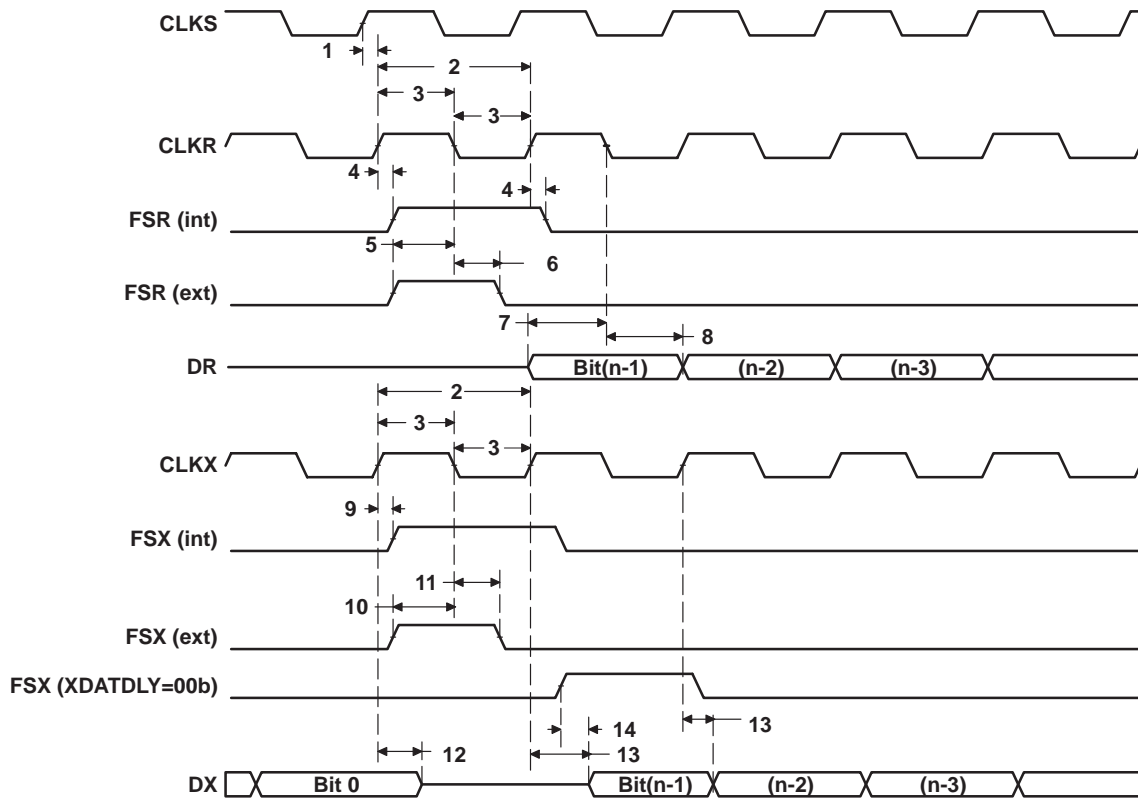 CLKS
1
2
3
3
CLKR
4
4
FSR (int)
5
6
FSR (ext)
7
8
DR
Bit(n-1) (n-2) (n-3)
2
3
3
CLKX
9
FSX (int)
11
10
FSX (ext)
FSX (XDATDLY=00b)
14
13
12
13
DX
Bit 0 Bit(n-1) (n-2) (n-3)